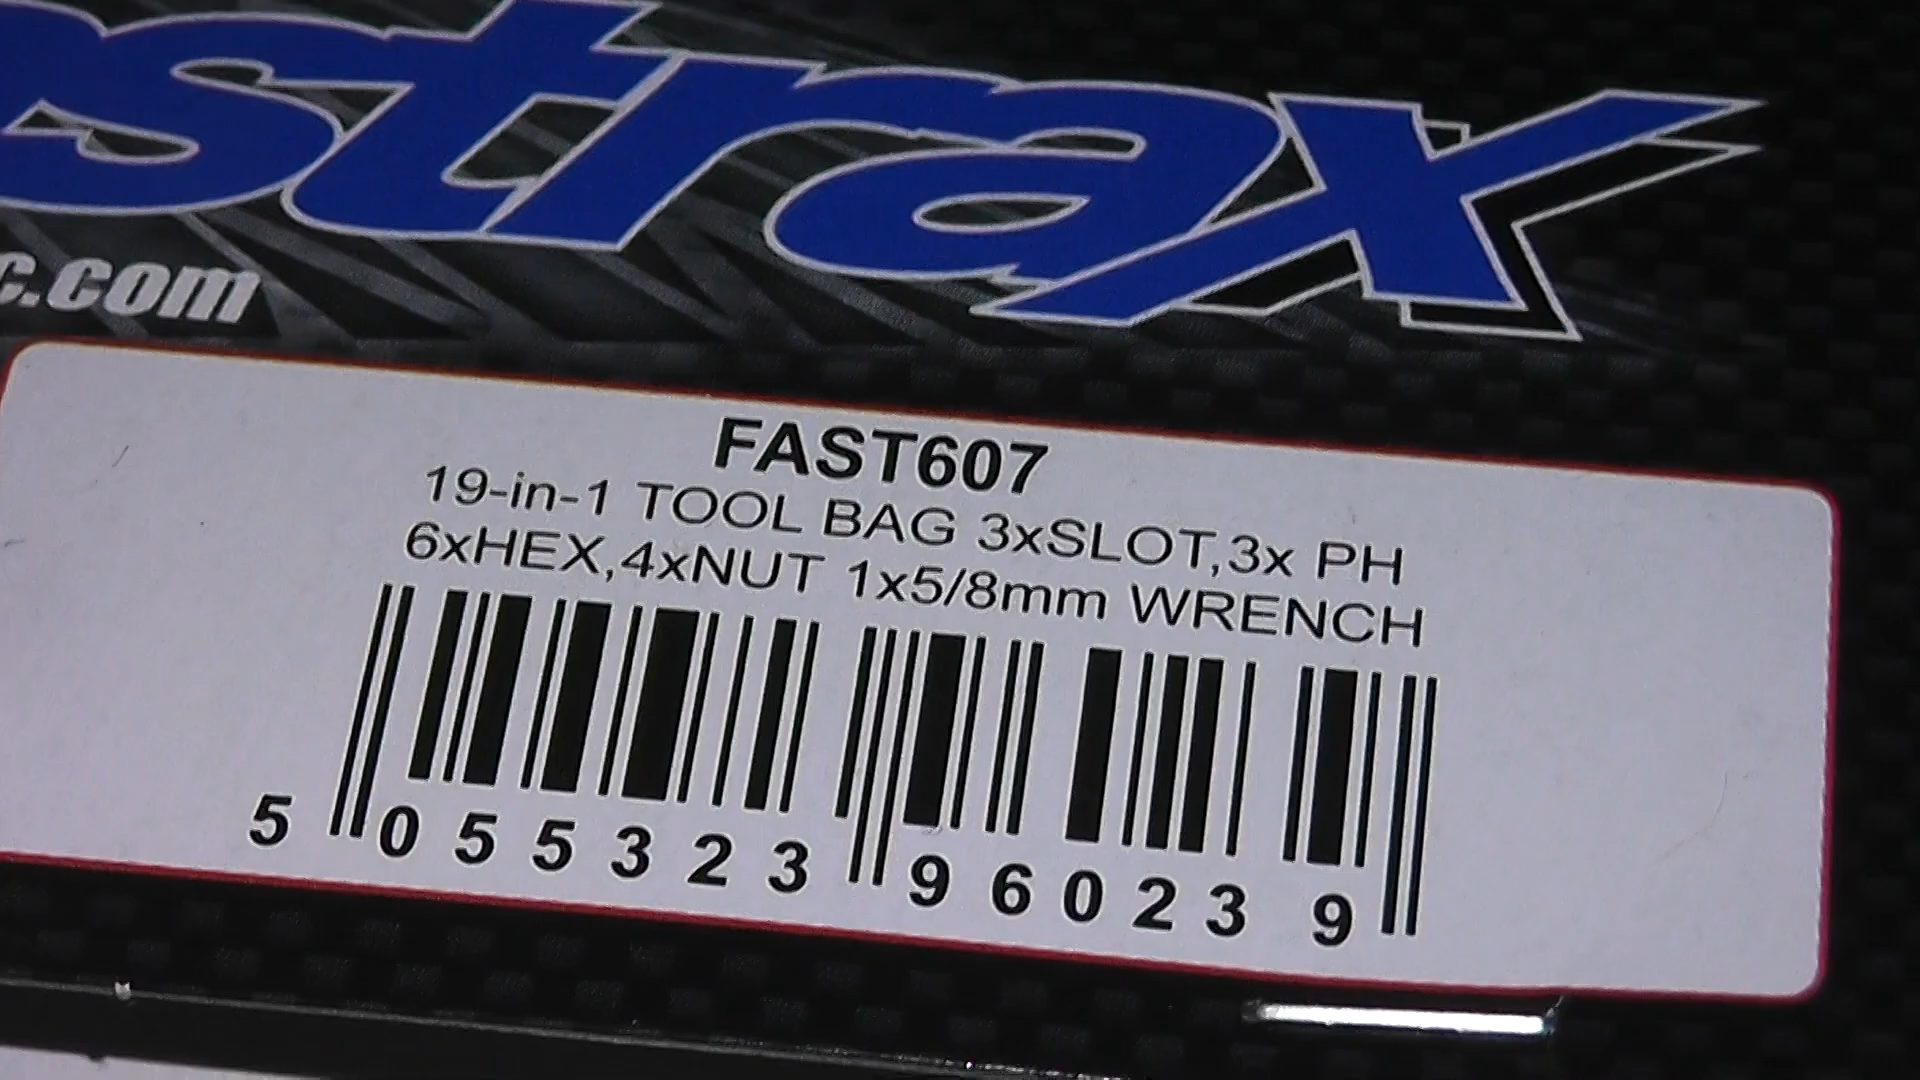 strax
c.com
FAST607
19-in-1 TOOL BAG 3xSLOT,3x PH
6xHEX,4xNUT 1x5/8mm WRENCH
5 055323 960239